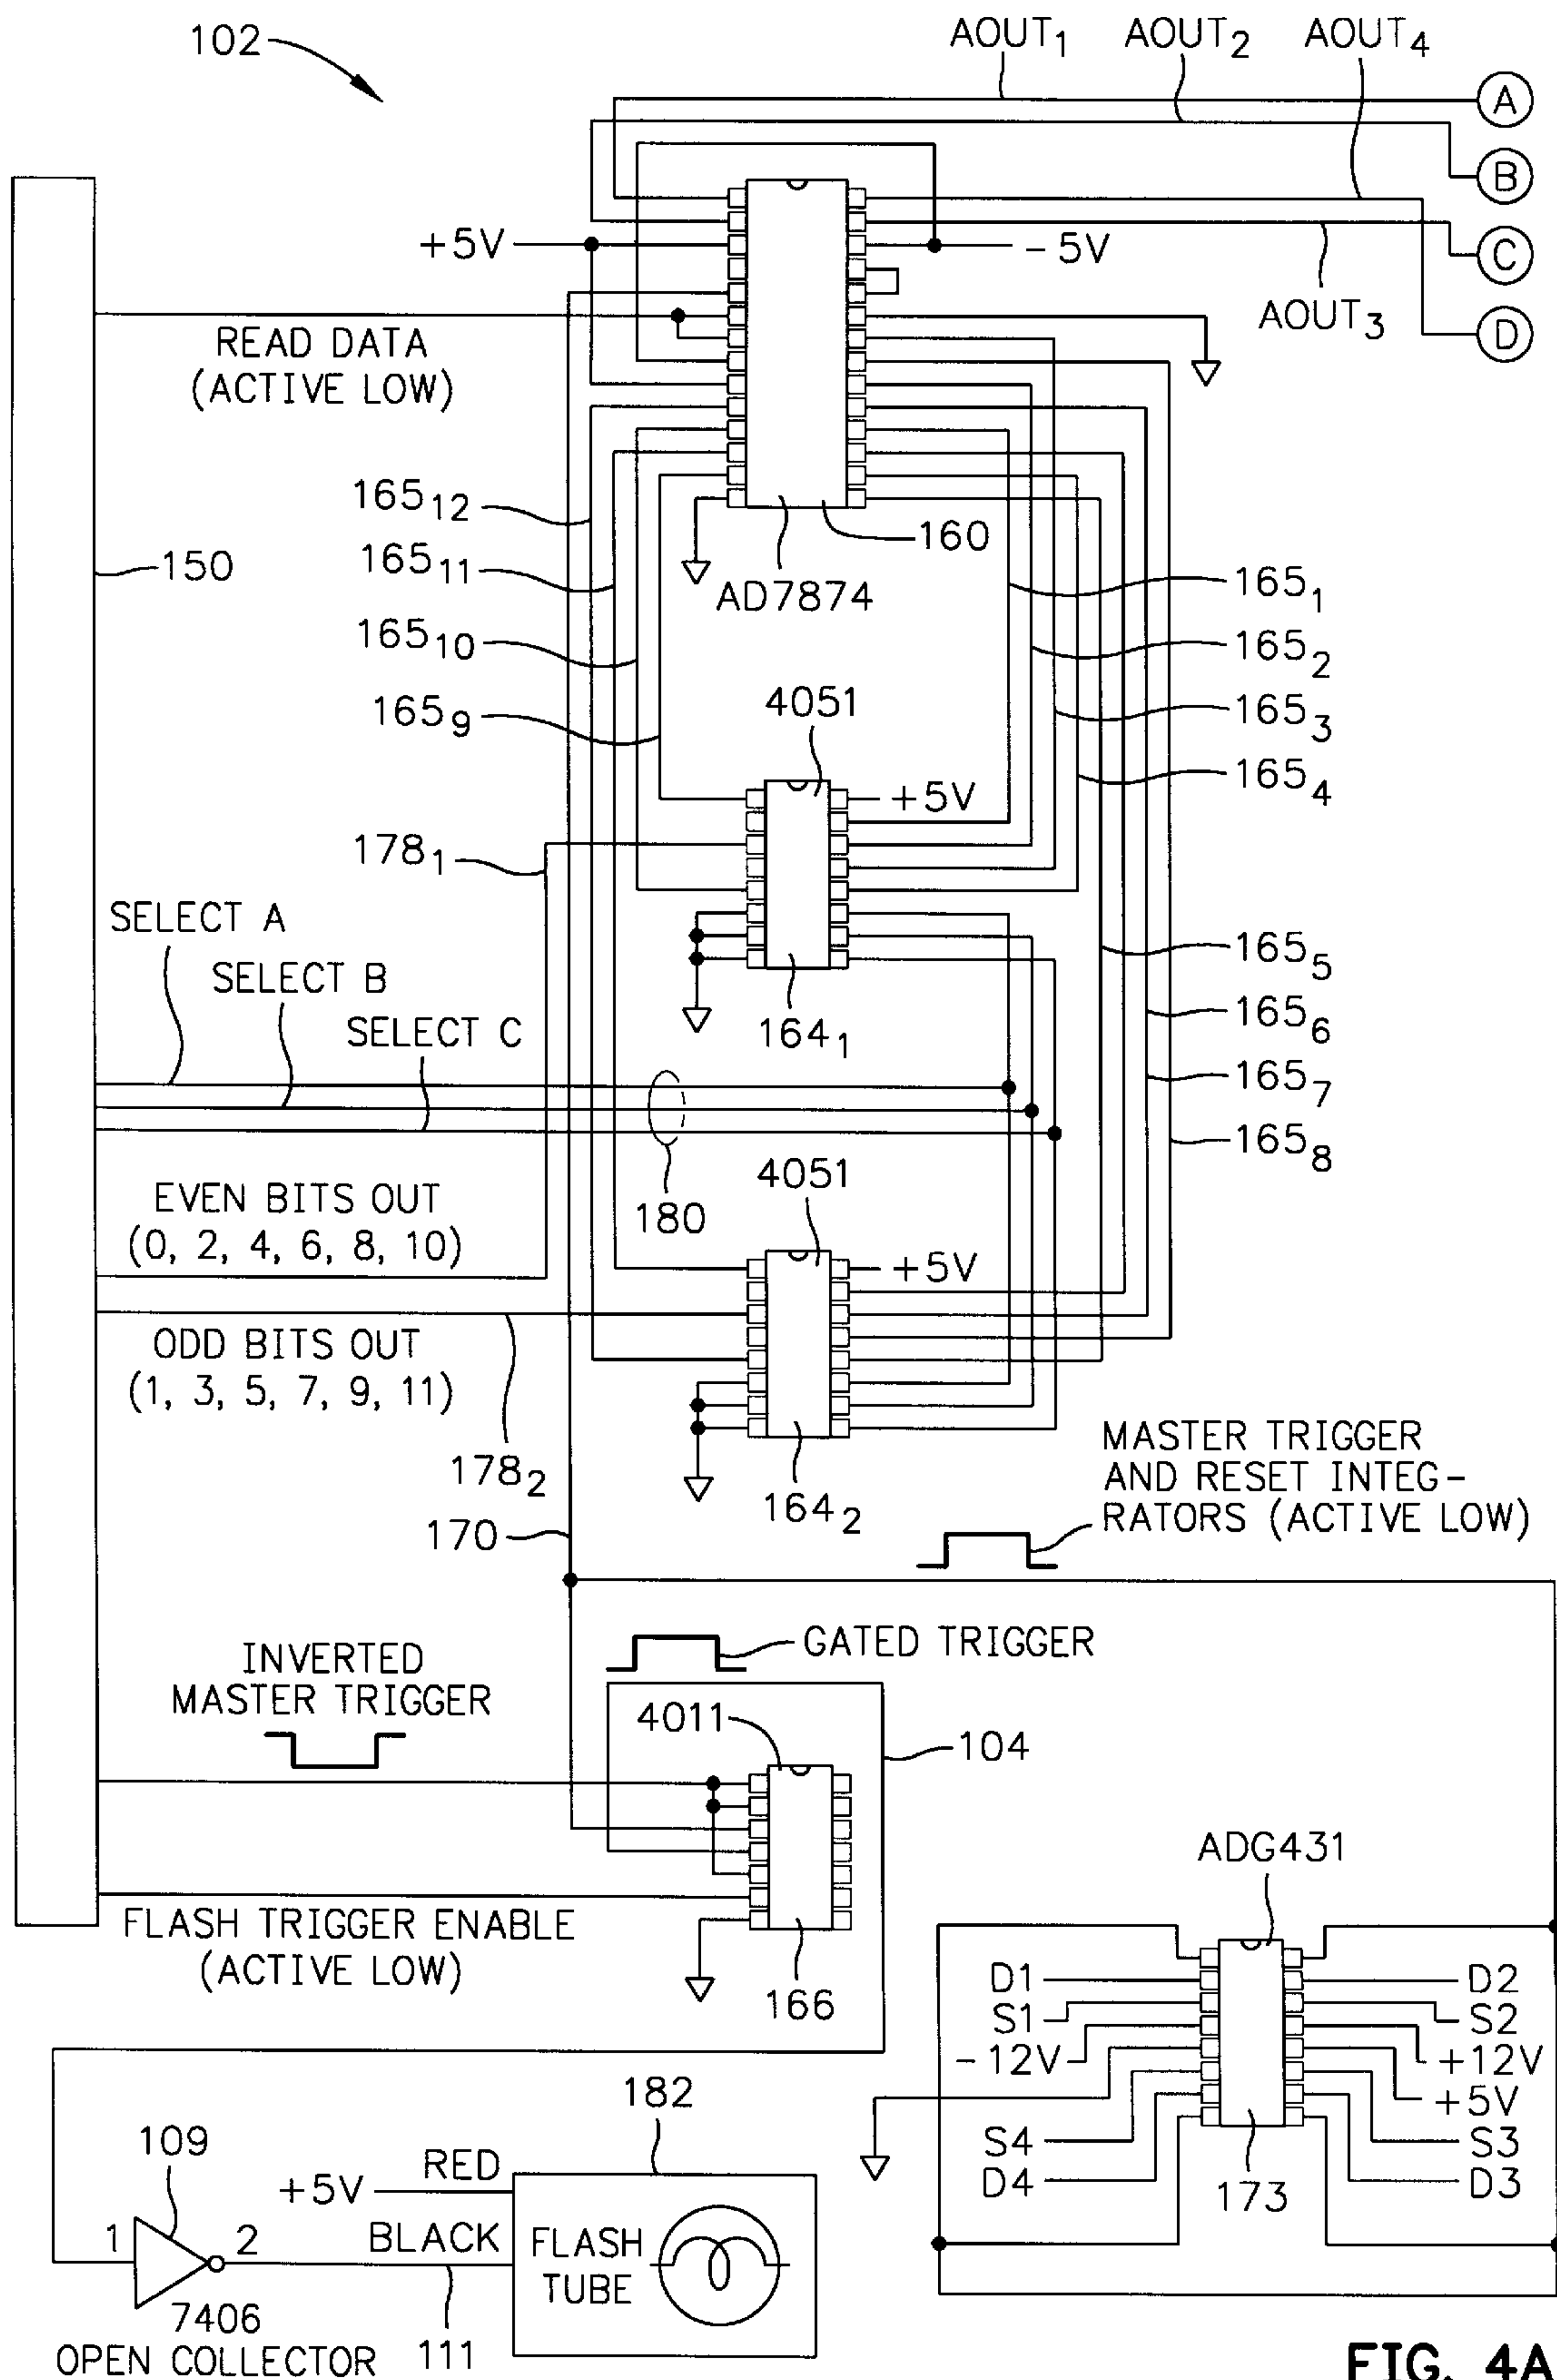 102
AOUT1 AOUT2 AOUT4
A
B
+5V -5V
C
AOUT3
D
READ DATA
(ACTIVE LOW)
165 12
160
165 11
150
AD7874
165 1
165 10
165 2
4051
165 9
165 3
165 4
+5V
178 1
SELECT A
165 5
SELECT B
165 6
SELECT C
164 1
165 7
165 8
4051
EVEN BITS OUT
(0, 2, 4, 6, 8, 10)
180
+5V
ODD BITS OUT
(1, 3, 5, 7, 9, 11)
MASTER TRIGGER
AND RESET INTEG-
RATORS (ACTIVE LOW)
178 2
164 2
170
GATED TRIGGER
INVERTED
MASTER TRIGGER
4011
104
ADG431
FLASH TRIGGER ENABLE
(ACTIVE LOW)
166
D1 D2
S1 S2
-12V +12V
+5V
S4 S3
D4 D3
173
182
109
RED
+5V
1 2
BLACK
FLASH
TUBE
7406
OPEN COLLECTOR
111
FIG. 4A